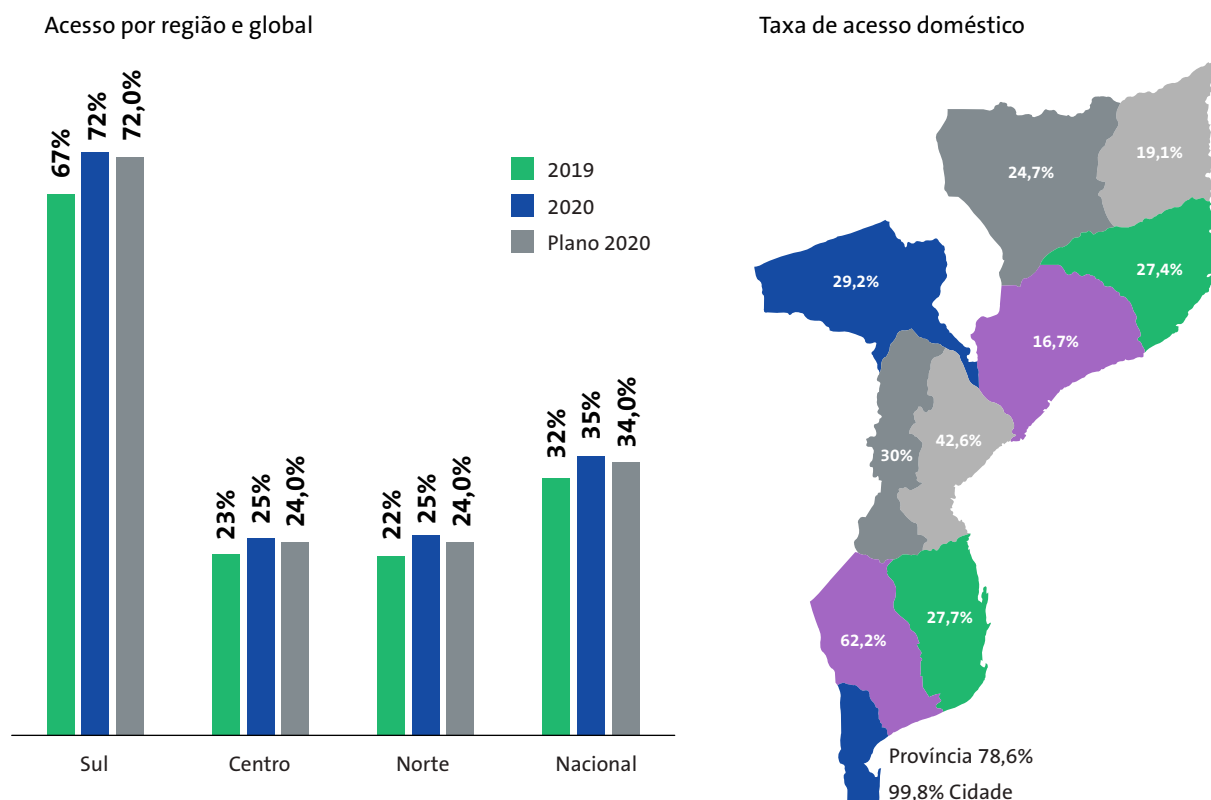 Acesso por região e global
67%
72%
72,0%
23%
25%
24,0%
22%
25%
24,0%
32%
35%
34,0%
2019
2020
Plano 2020
Sul
Centro
Norte
Nacional
Taxa de acesso doméstico
19,1%
24,7%
27,4%
29,2%
16,7%
42,6%
30%
27,7%
62,2%
Província 78,6%
99,8% Cidade